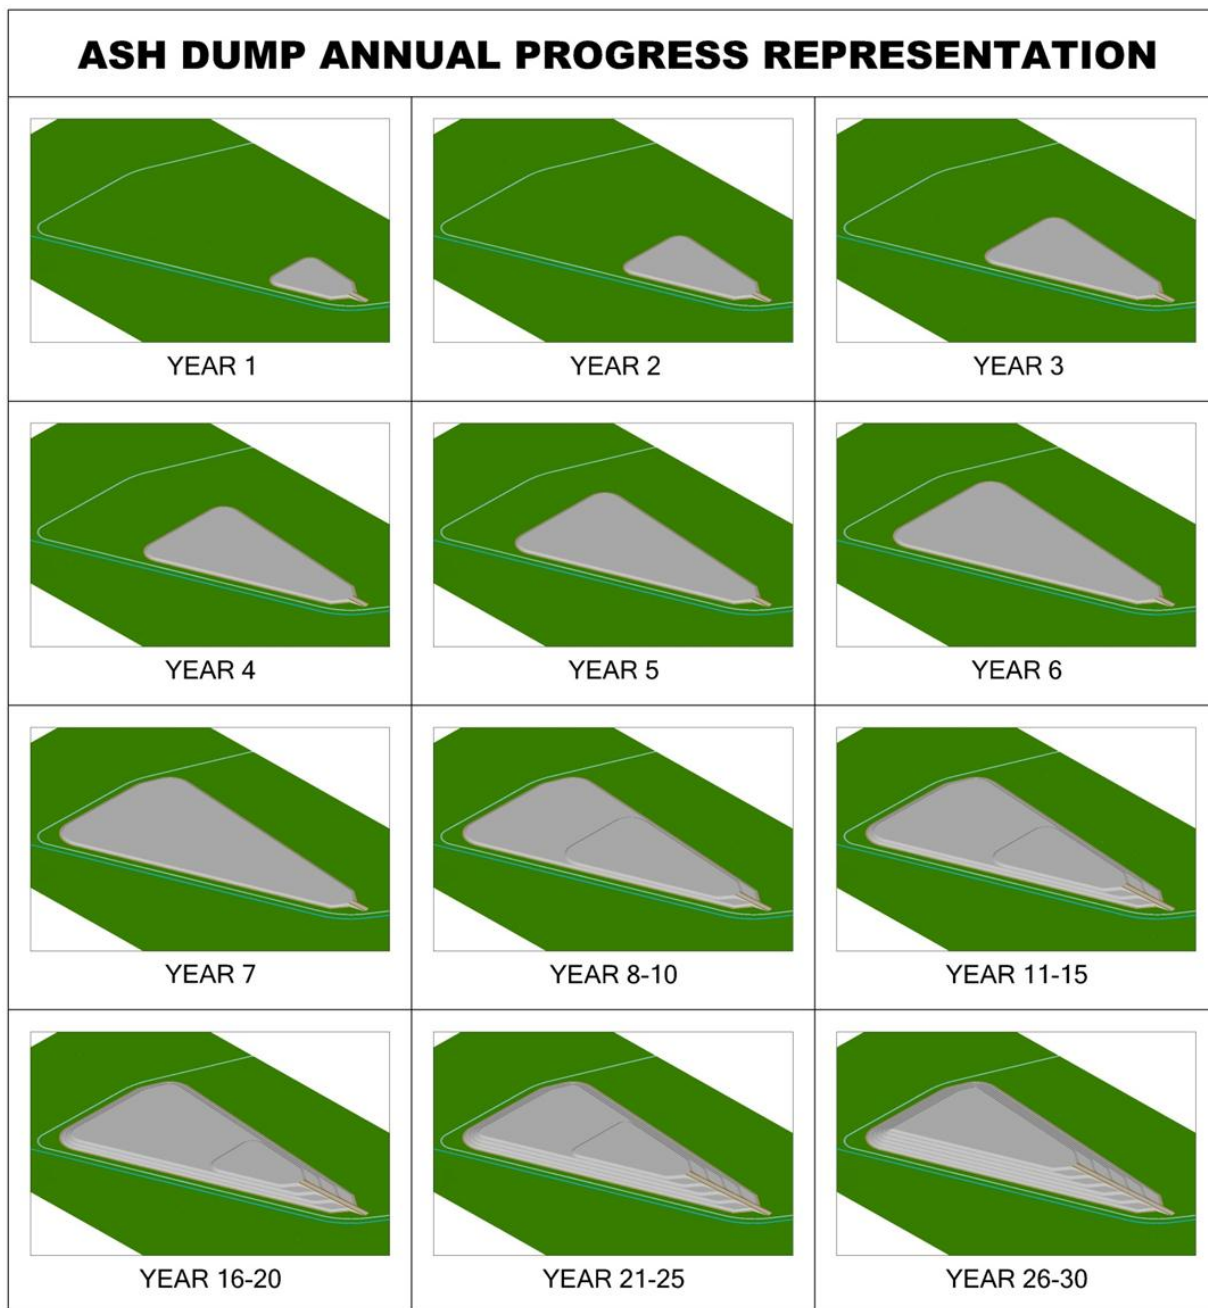 ASH DUMP ANNUAL PROGRESS REPRESENTATION
YEAR 1
YEAR 2
YEAR 3
YEAR 4
YEAR 5
YEAR 6
YEAR 7
YEAR 8-10
YEAR 11-15
YEAR 16-20
YEAR 21-25
YEAR 26-30